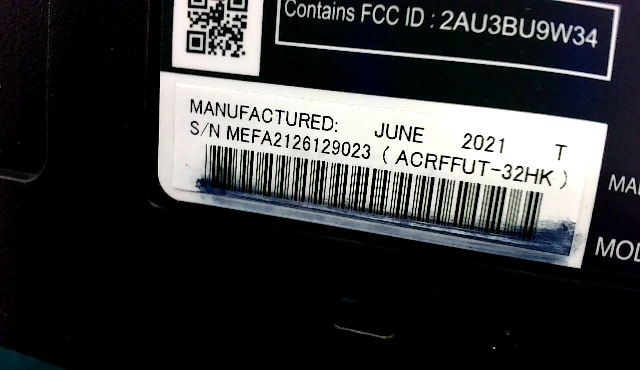 Contains FCC ID : 2AU3BU9W34
MANUFACTURED: JUNE 2021 T
S/N MEFA2126129023 ( ACRFFUT-32HK )